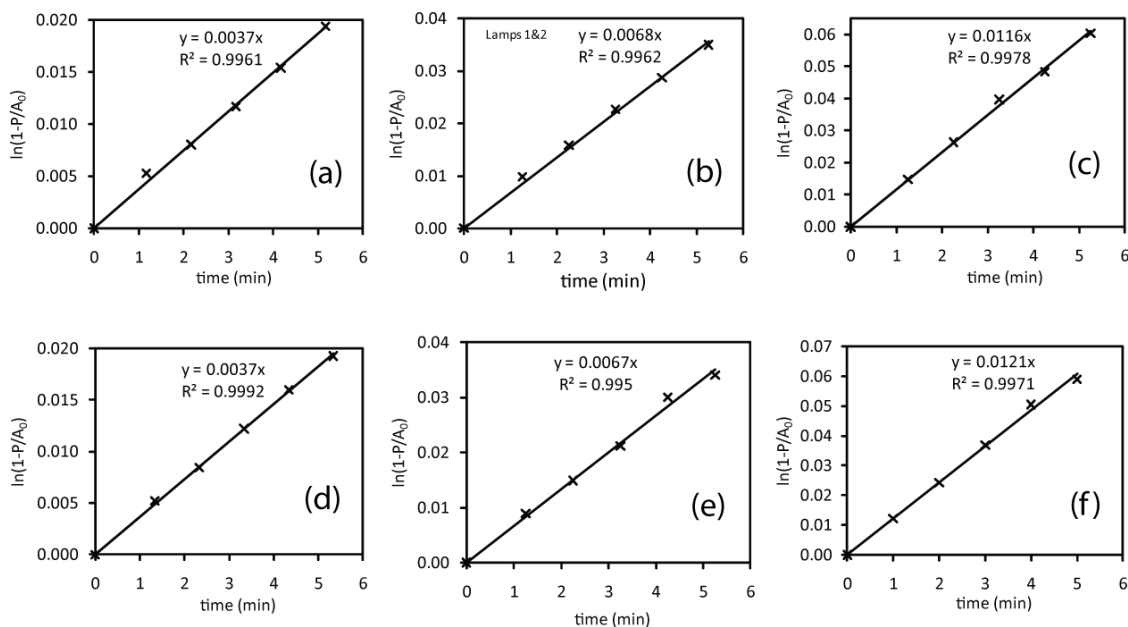 0.020
0.015
0.010
0.005
0.000
ln(1-P/A₀)
y = 0.0037x
R² = 0.9961
(a)
0 1 2 3 4 5 6
time (min)
0.04
0.03
0.02
0.01
0.00
ln(1-P/A₀)
Lamps 1&2
y = 0.0068x
R² = 0.9962
(b)
0 1 2 3 4 5 6
time (min)
0.06
0.05
0.04
0.03
0.02
0.01
0.00
ln(1-P/A₀)
y = 0.0116x
R² = 0.9978
(c)
0 1 2 3 4 5 6
time (min)
0.020
0.015
0.010
0.005
0.000
ln(1-P/A₀)
y = 0.0037x
R² = 0.9992
(d)
0 1 2 3 4 5 6
time (min)
0.04
0.03
0.02
0.01
0.00
ln(1-P/A₀)
y = 0.0067x
R² = 0.995
(e)
0 1 2 3 4 5 6
time (min)
0.07
0.06
0.05
0.04
0.03
0.02
0.01
0.00
ln(1-P/A₀)
y = 0.0121x
R² = 0.9971
(f)
0 1 2 3 4 5 6
time (min)